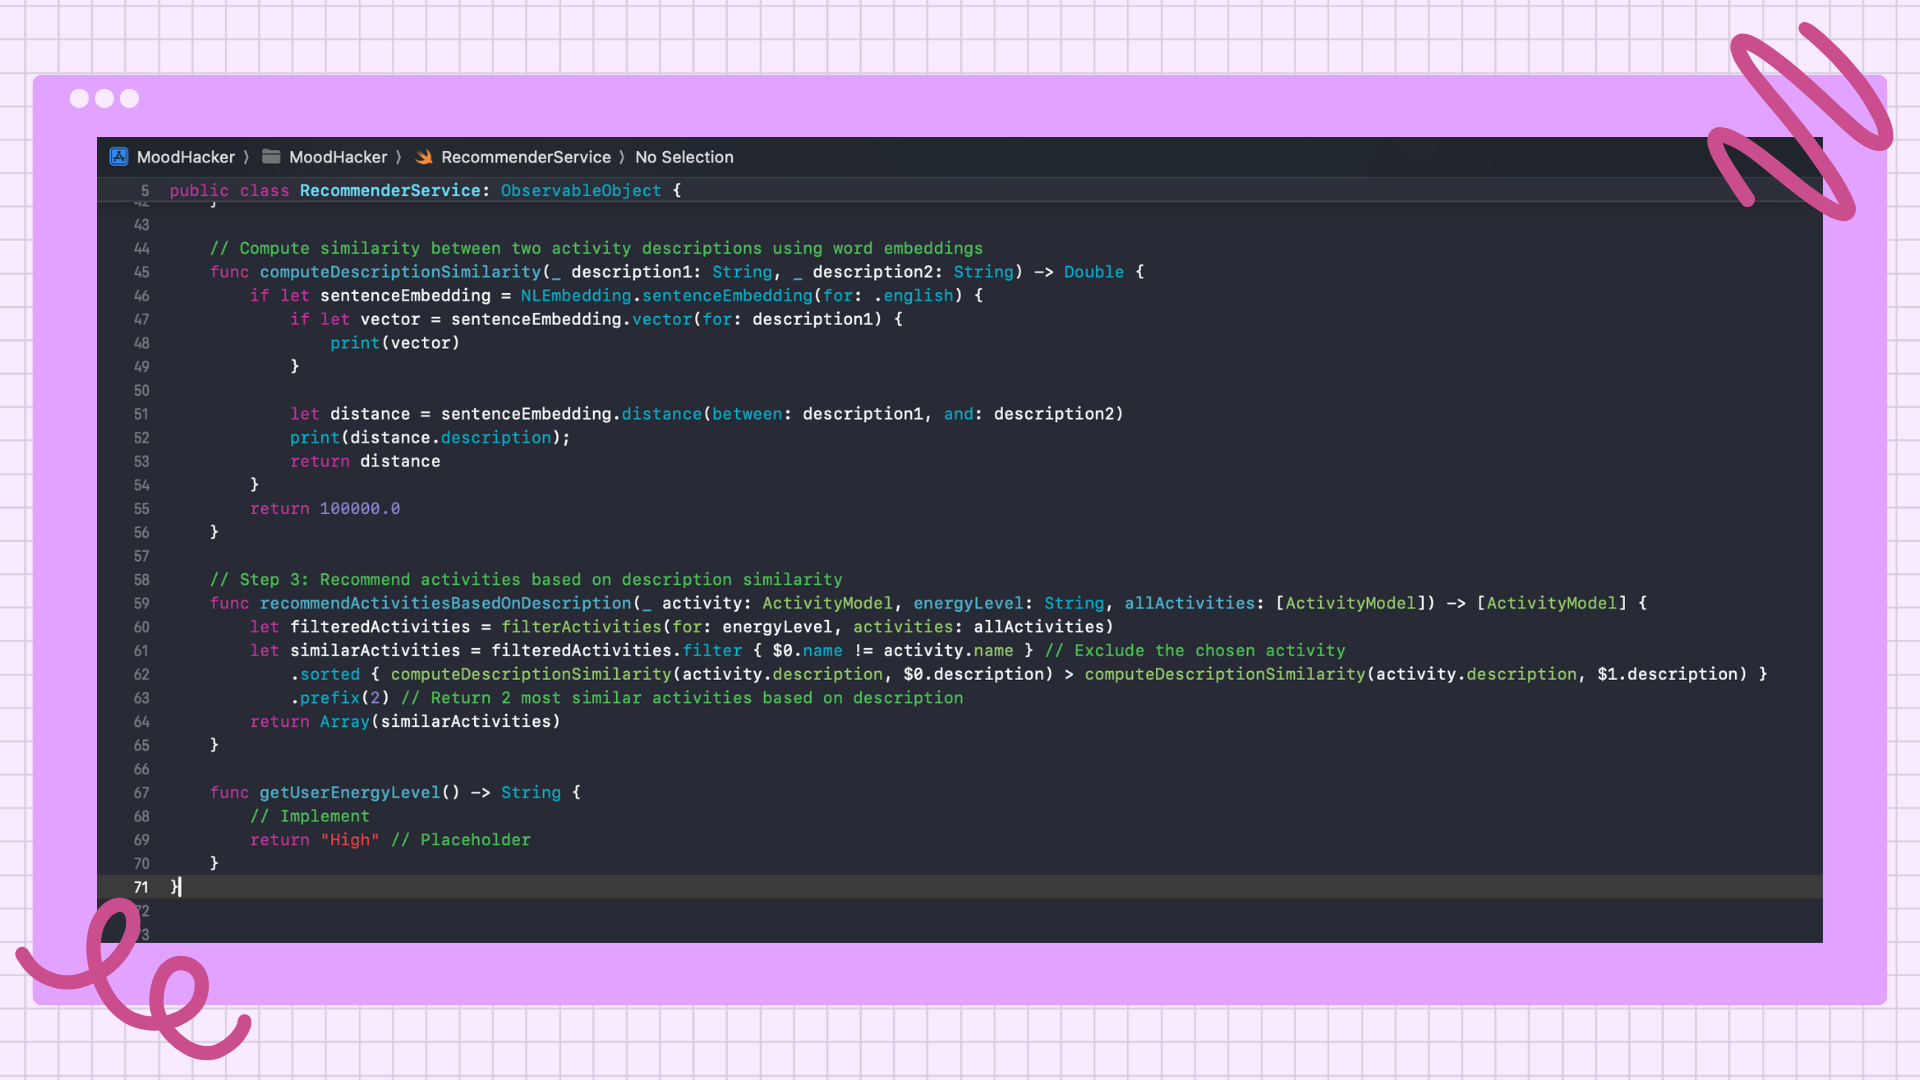 MoodHacker 〉 MoodHacker 〉 RecommenderService 〉 No Selection
5 public class RecommenderService: ObservableObject {
42 }
43
44 // Compute similarity between two activity descriptions using word embeddings
45 func computeDescriptionSimilarity(_ description1: String, _ description2: String) -> Double {
46 if let sentenceEmbedding = NLEmbedding.sentenceEmbedding(for: .english) {
47 if let vector = sentenceEmbedding.vector(for: description1) {
48 print(vector)
49 }
50
51 let distance = sentenceEmbedding.distance(between: description1, and: description2)
52 print(distance.description);
53 return distance
54 }
55 return 100000.0
56 }
57
58 // Step 3: Recommend activities based on description similarity
59 func recommendActivitiesBasedOnDescription(_ activity: ActivityModel, energyLevel: String, allActivities: [ActivityModel]) -> [ActivityModel] {
60 let filteredActivities = filterActivities(for: energyLevel, activities: allActivities)
61 let similarActivities = filteredActivities.filter { $0.name != activity.name } // Exclude the chosen activity
62 .sorted { computeDescriptionSimilarity(activity.description, $0.description) > computeDescriptionSimilarity(activity.description, $1.description) }
63 .prefix(2) // Return 2 most similar activities based on description
64 return Array(similarActivities)
65 }
66
67 func getUserEnergyLevel() -> String {
68 // Implement
69 return "High" // Placeholder
70 }
71 }
72
73